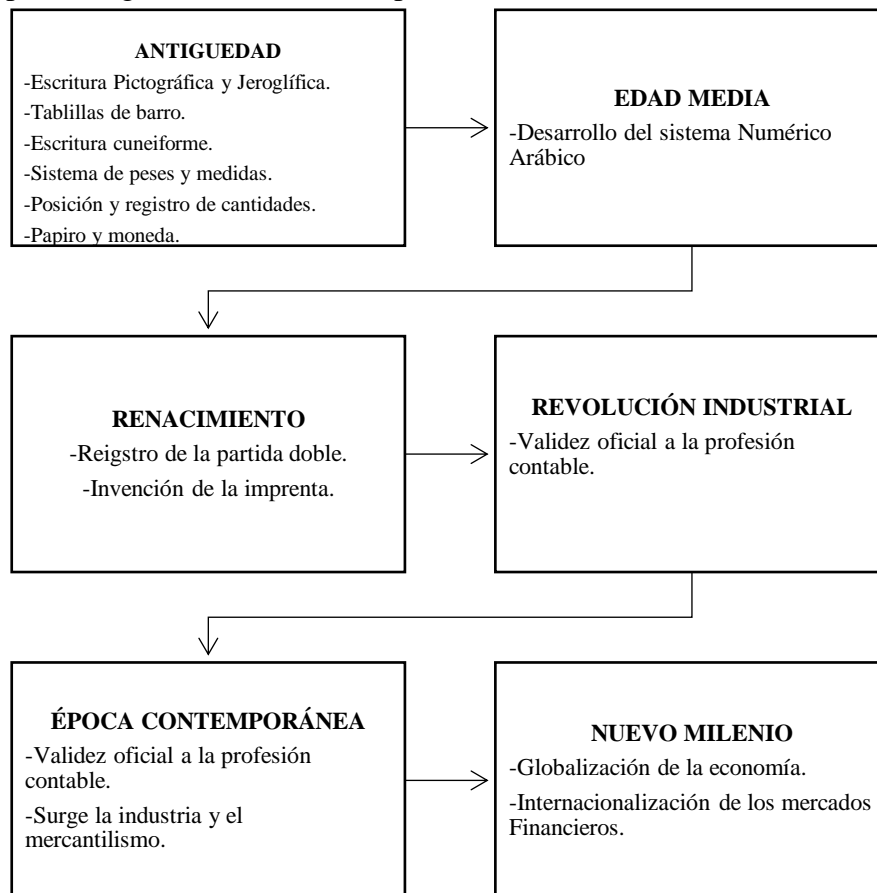 ANTIGUEDAD
-Escritura Pictográfica y Jeroglífica.
-Tablillas de barro.
-Escritura cuneiforme.
-Sistema de peses y medidas.
-Posición y registro de cantidades.
-Papiro y moneda.
EDAD MEDIA
-Desarrollo del sistema Numérico
Arábico
RENACIMIENTO
-Reigstro de la partida doble.
-Invención de la imprenta.
REVOLUCIÓN INDUSTRIAL
-Validez oficial a la profesión
contable.
ÉPOCA CONTEMPORÁNEA
-Validez oficial a la profesión
contable.
-Surge la industria y el
mercantilismo.
NUEVO MILENIO
-Globalización de la economía.
-Internacionalización de los mercados
Financieros.